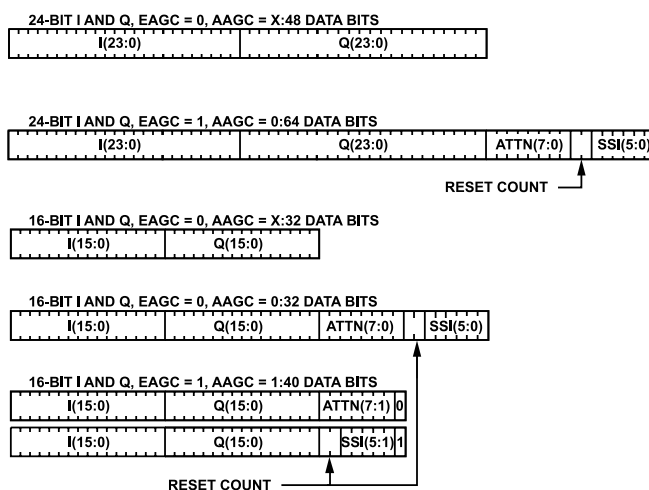 24-BIT I AND Q, EAGC = 0, AAGC = X:48 DATA BITS
I(23:0) Q(23:0)
24-BIT I AND Q, EAGC = 1, AAGC = 0:64 DATA BITS
I(23:0) Q(23:0) ATTN(7:0) SSI(5:0)
RESET COUNT
16-BIT I AND Q, EAGC = 0, AAGC = X:32 DATA BITS
I(15:0) Q(15:0)
16-BIT I AND Q, EAGC = 0, AAGC = 0:32 DATA BITS
I(15:0) Q(15:0) ATTN(7:0) SSI(5:0)
16-BIT I AND Q, EAGC = 1, AAGC = 1:40 DATA BITS
I(15:0) Q(15:0) ATTN(7:1) 0
I(15:0) Q(15:0) SSI(5:1) 1
RESET COUNT